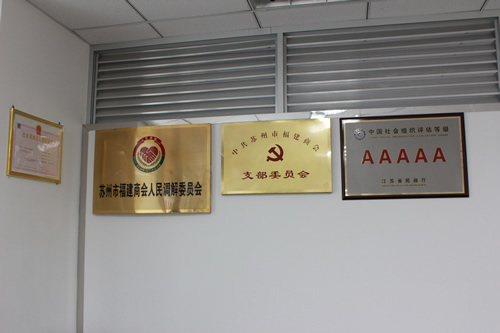 苏州市福建商会人民调解委员会
中共苏州市福建商会
支部委员会
中国社会组织评估等级
AAAAA
江苏省民政厅